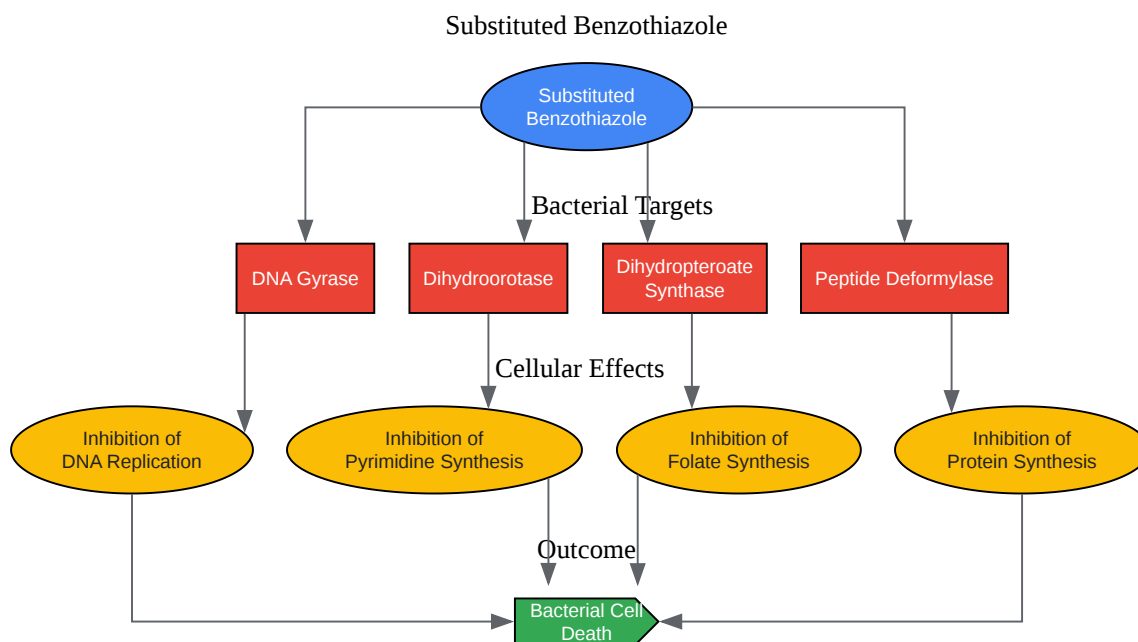 Substituted Benzothiazole
Substituted
Benzothiazole
Bacterial Targets
DNA Gyrase
Dihydroorotase
Dihydropteroate
Synthase
Peptide Deformylase
Cellular Effects
Inhibition of
DNA Replication
Inhibition of
Pyrimidine Synthesis
Inhibition of
Folate Synthesis
Inhibition of
Protein Synthesis
Outcome
Bacterial Cell
Death